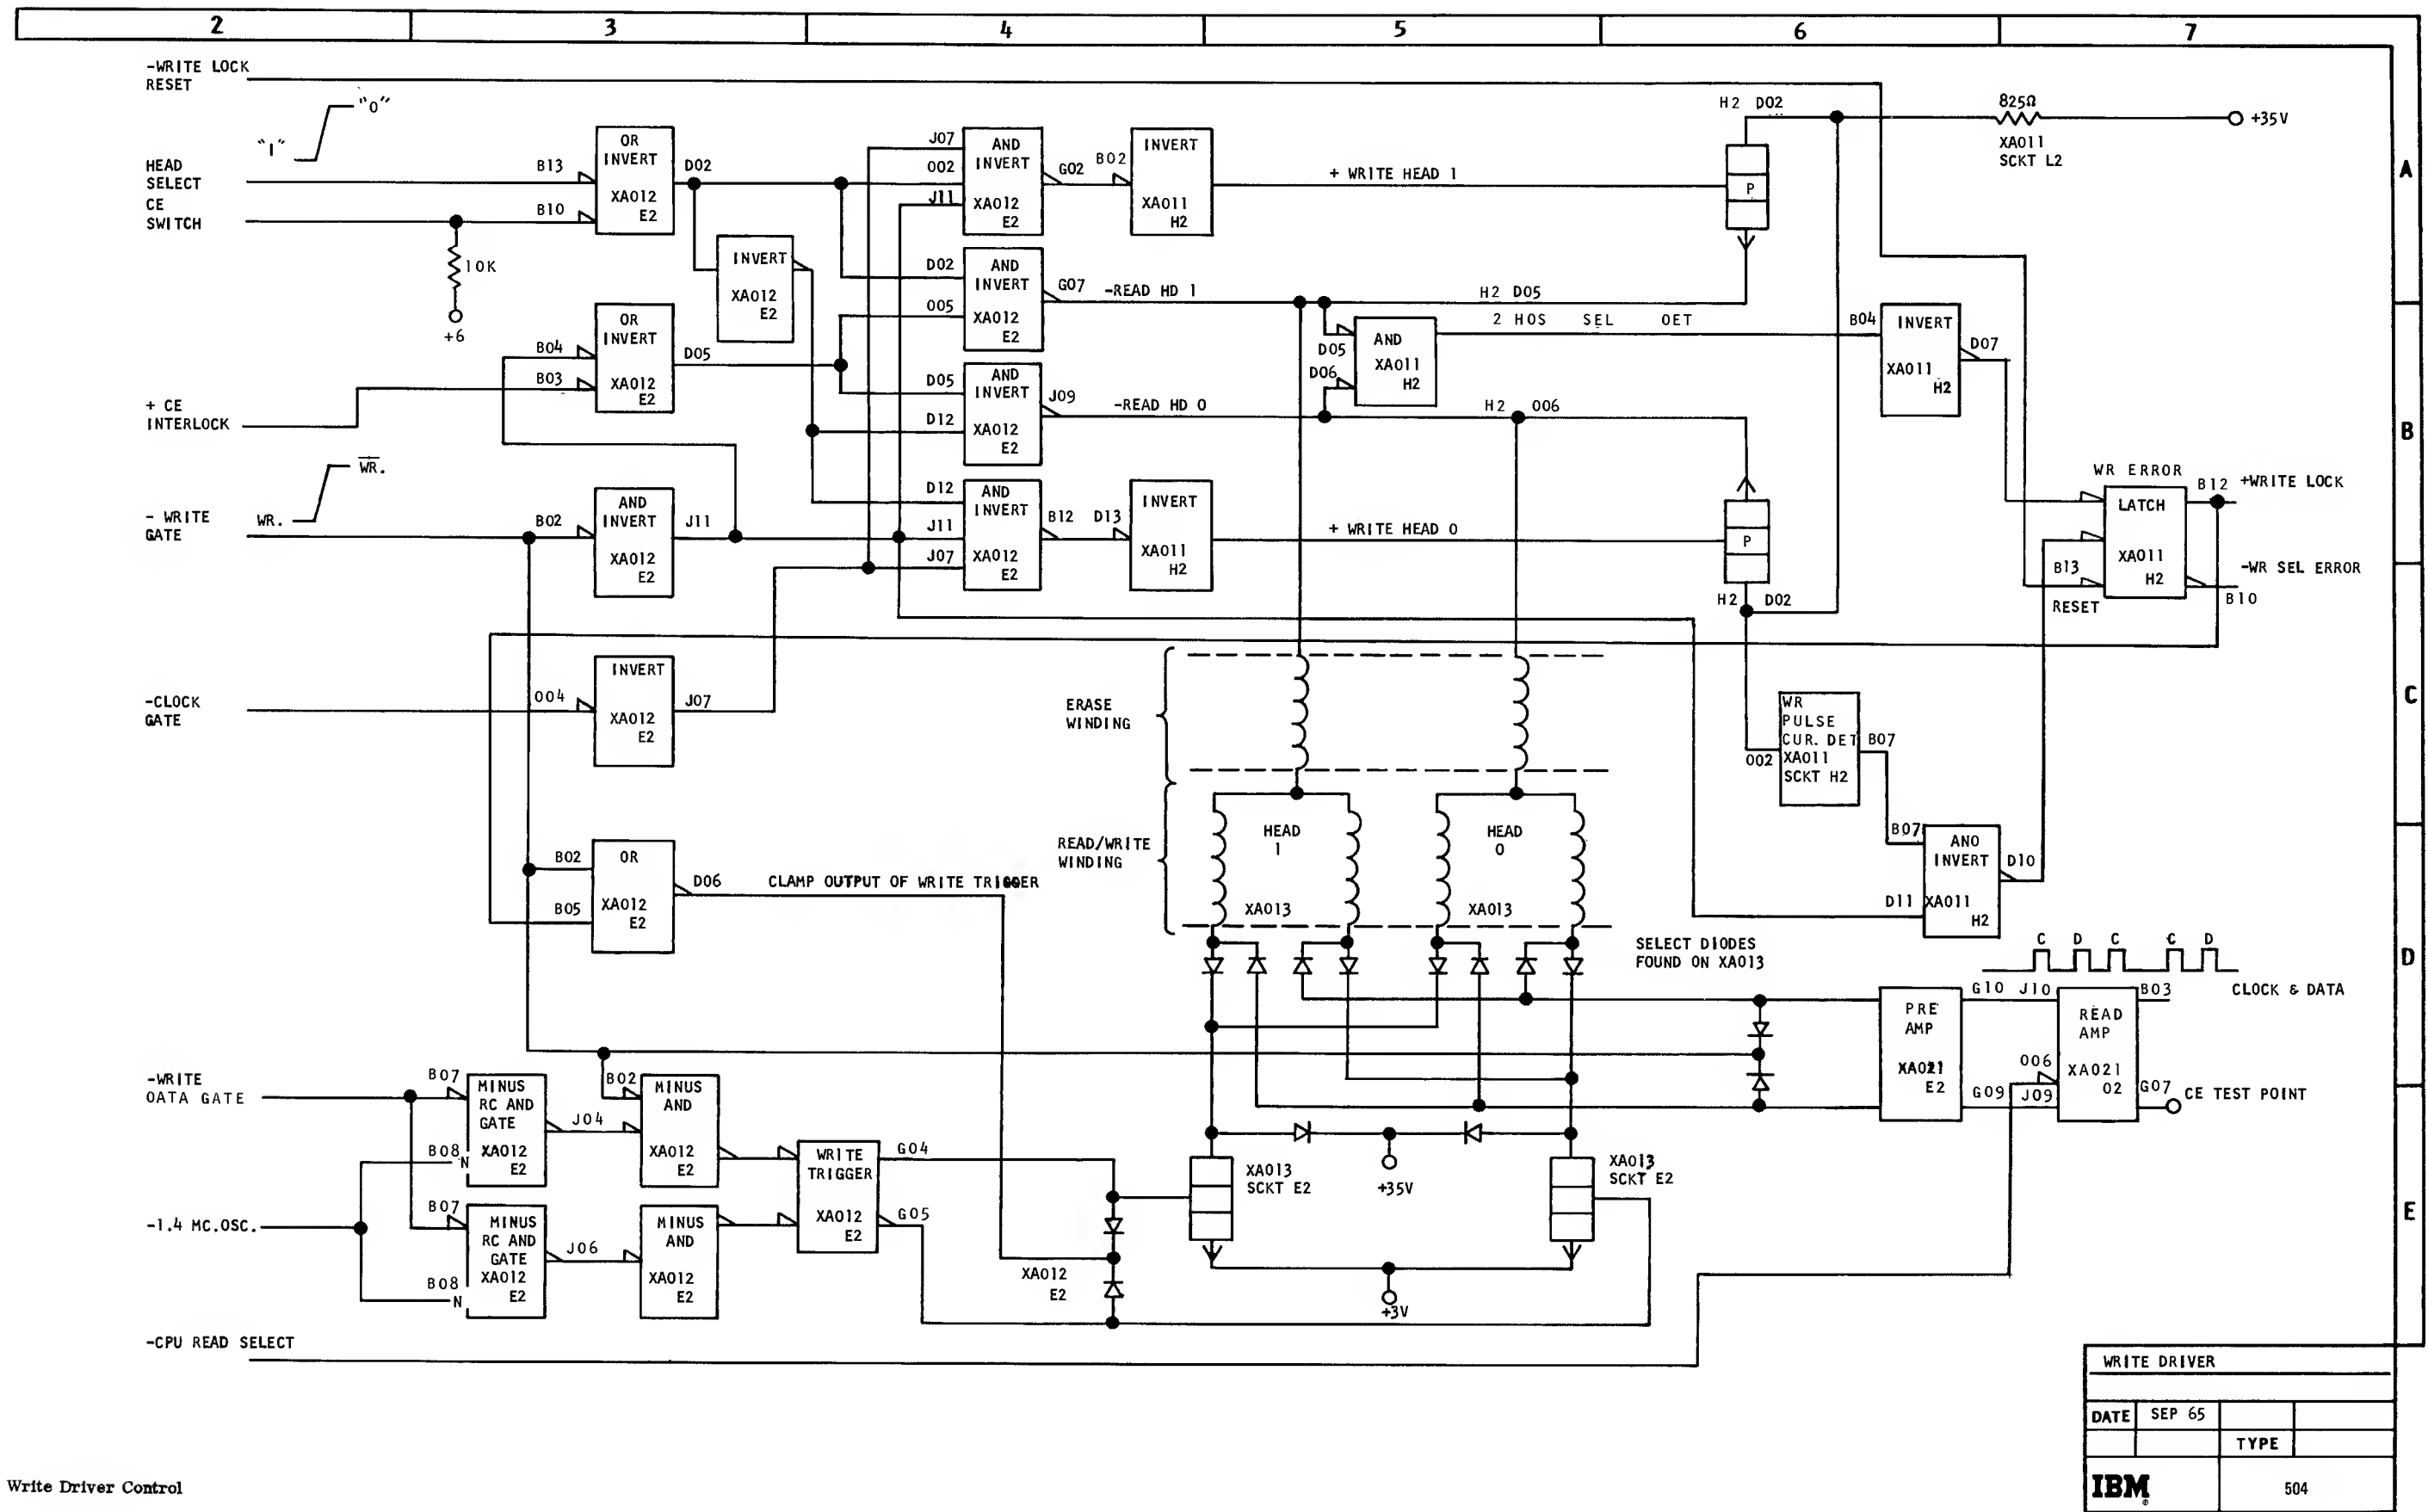 2 3 4 5 6 7
-WRITE LOCK
RESET
"1" "0"
HEAD
SELECT
CE
SWITCH
10K
+6
B13
B10
OR
INVERT
XA012
E2
D02
INVERT
XA012
E2
J07
002
J11
AND
INVERT
XA012
E2
G02
B02
INVERT
XA011
H2
+ WRITE HEAD 1
H2 D02
P
825Ω
XA011
SCKT L2
+35V
A
D02
005
AND
INVERT
XA012
E2
G07
-READ HD 1
H2 D05
2 HOS SEL OET
B04
B03
OR
INVERT
XA012
E2
D05
+ CE
INTERLOCK
D05
D12
AND
INVERT
XA012
E2
J09
-READ HD 0
D05
D06
AND
XA011
H2
H2 006
B04
INVERT
XA011
H2
D07
B
WR. WR.
- WRITE
GATE
B02
AND
INVERT
XA012
E2
J11
D12
J11
J07
AND
INVERT
XA012
E2
B12
D13
INVERT
XA011
H2
+ WRITE HEAD 0
P
H2 D02
WR ERROR
LATCH
XA011
H2
B13
RESET
B12
+WRITE LOCK
-WR SEL ERROR
B10
-CLOCK
GATE
004
INVERT
XA012
E2
J07
ERASE
WINDING
WR
PULSE
CUR. DET
XA011
SCKT H2
002
B07
C
B02
B05
OR
XA012
E2
D06
CLAMP OUTPUT OF WRITE TRIGGER
READ/WRITE
WINDING
HEAD
1
HEAD
0
XA013
XA013
B07
D11
ANO
INVERT
XA011
H2
D10
SELECT DIODES
FOUND ON XA013
C D C C D
CLOCK & DATA
D
PRE
AMP
XA021
E2
G10
G09
J10
006
J09
READ
AMP
XA021
02
B03
G07
CE TEST POINT
-WRITE
OATA GATE
B07
B08
N
MINUS
RC AND
GATE
XA012
E2
J04
B02
MINUS
AND
XA012
E2
-1.4 MC.OSC.
B07
B08
N
MINUS
RC AND
GATE
XA012
E2
J06
MINUS
AND
XA012
E2
WRITE
TRIGGER
XA012
E2
G04
G05
XA012
E2
XA013
SCKT E2
+35V
+3V
XA013
SCKT E2
E
-CPU READ SELECT
WRITE DRIVER
DATE SEP 65
TYPE
IBM 504
Write Driver Control